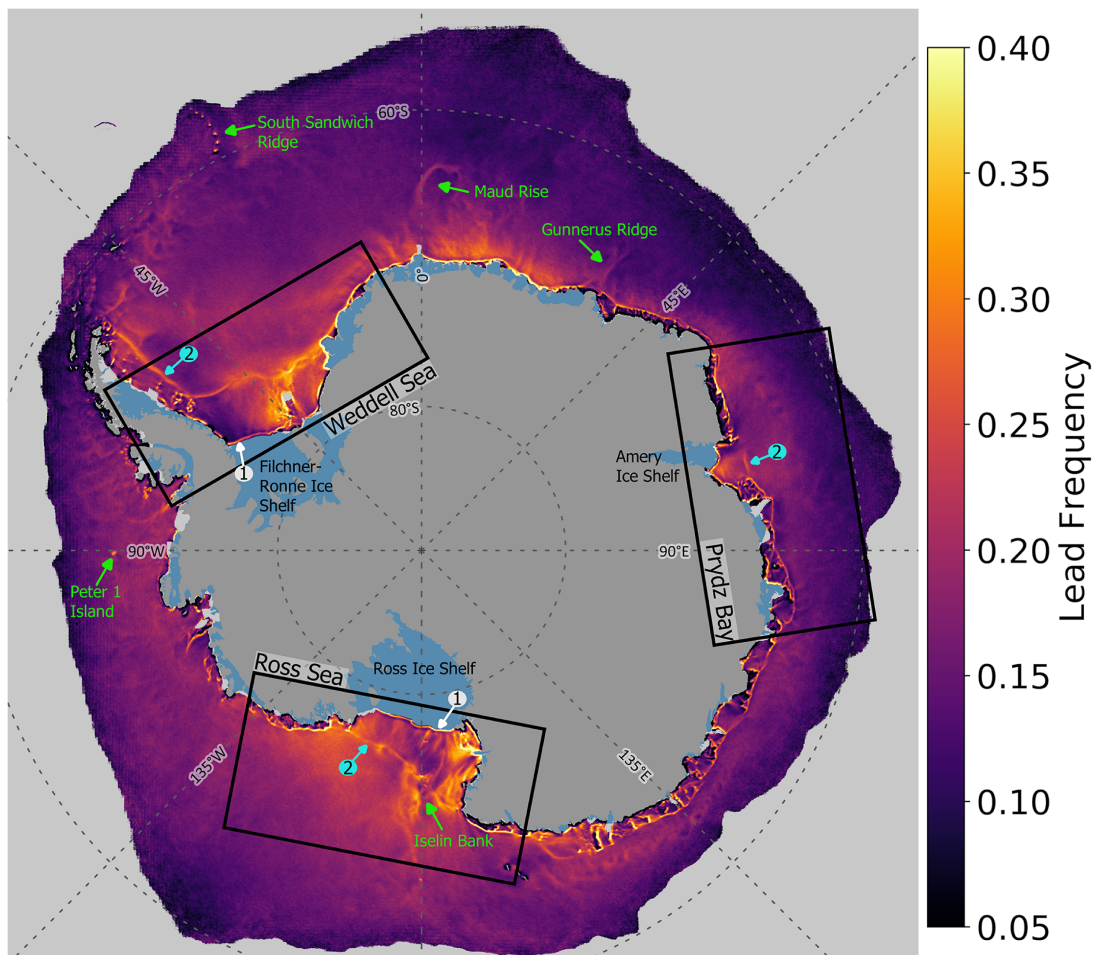 60°S
South Sandwich
Ridge
Maud Rise
Gunnerus Ridge
45°W
0°
45°E
2
80°S
Weddell Sea
1
Filchner-
Ronne Ice
Shelf
Amery
Ice Shelf
2
90°W
90°E
Prydz Bay
Peter 1
Island
Ross Sea
Ross Ice Shelf
1
2
135°W
135°E
Iselin Bank
0.40
0.35
0.30
0.25
0.20
0.15
0.10
0.05
Lead Frequency